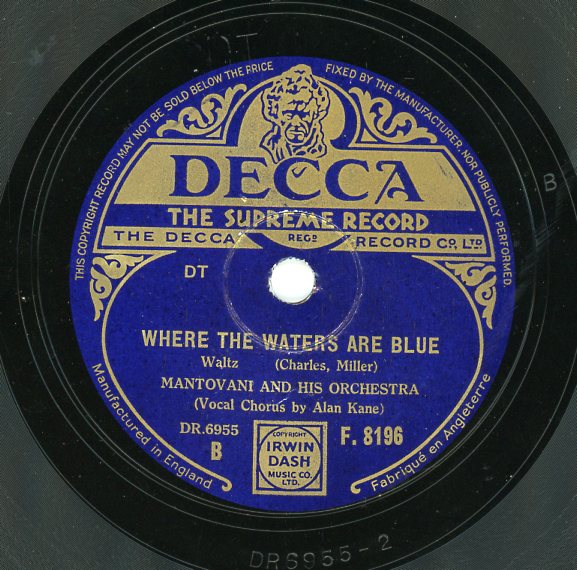 THIS COPYRIGHT RECORD MAY NOT BE SOLD BELOW THE PRICE FIXED BY THE MANUFACTURER, NOR PUBLICLY PERFORMED.
DECCA
THE SUPREME RECORD
THE DECCA REGD RECORD CO. LTD.
DT
WHERE THE WATERS ARE BLUE
Waltz (Charles, Miller)
MANTOVANI AND HIS ORCHESTRA
(Vocal Chorus by Alan Kane)
DR.6955
B
COPYRIGHT
IRWIN
DASH
MUSIC CO.
LTD.
F. 8196
Manufactured in England
Fabriqué en Angleterre
B
DT
DR6955-2